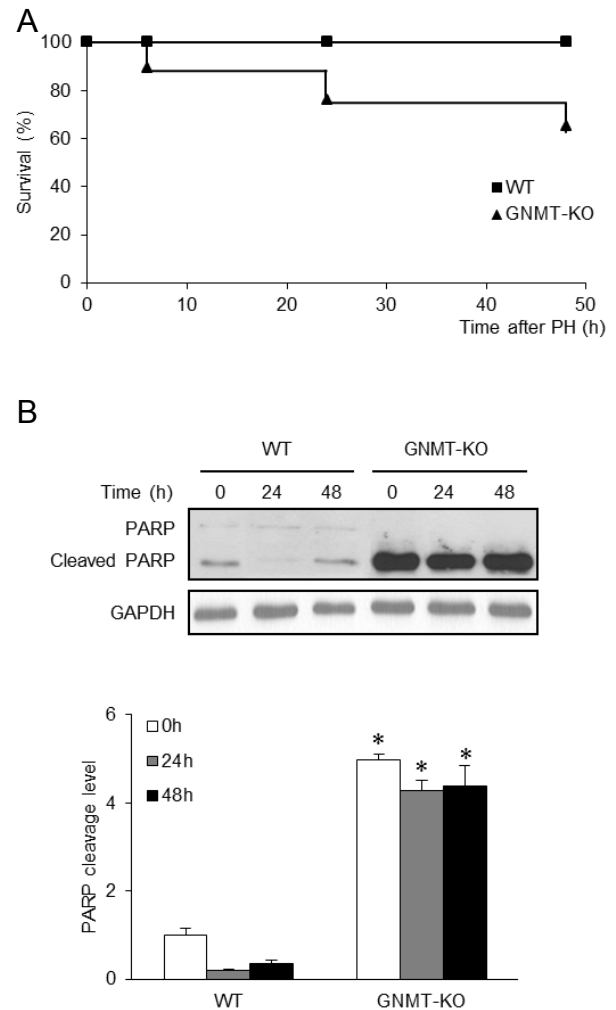 A
100
80
60
40
20
0
Survival (%)
WT
GNMT-KO
0 10 20 30 40 50
Time after PH (h)
B
WT GNMT-KO
Time (h) 0 24 48 0 24 48
PARP
Cleaved PARP
GAPDH
6
4
2
0
PARP cleavage level
0h
24h
48h
* * *
WT GNMT-KO